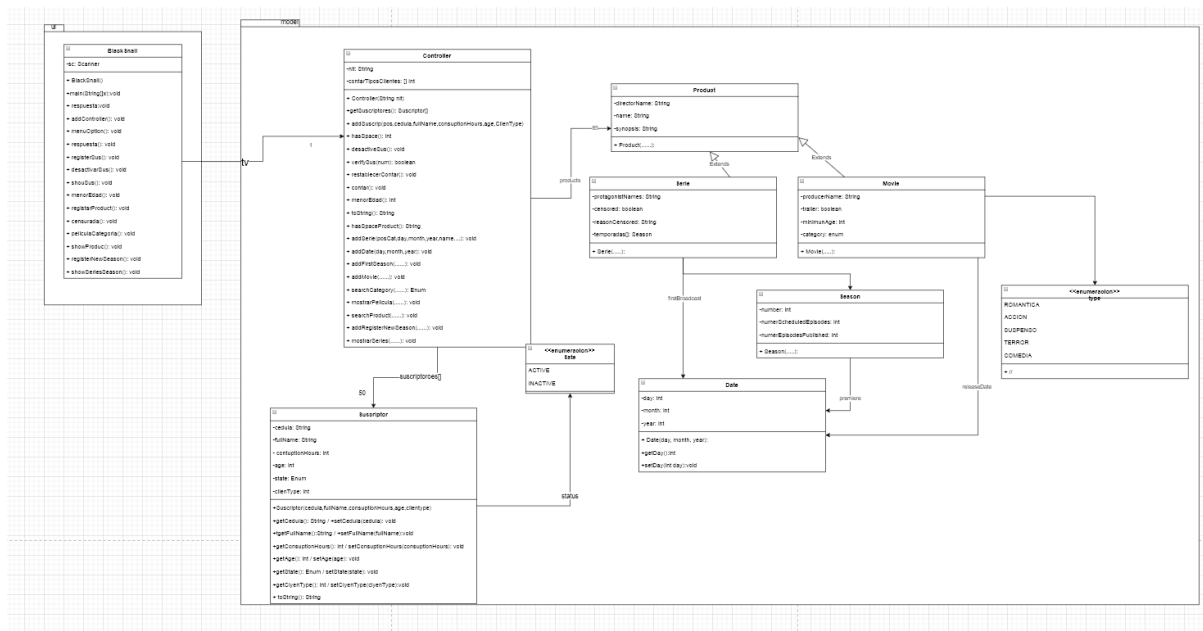 ui
BlackSnail
-sc: Scanner
+ BlackSnail()
+main(String[]x):void
+ respuesta:void
+ addController(): void
+ menuOption(): void
+ respuesta(): void
+ registerSus(): void
+ desactivarSus(): void
+ shouSus(): void
+ menorEdad(): void
+ registarProduct(): void
+ censurada(): void
+ peliculaCategoria(): void
+ showProduc(): void
+ registerNewSeason(): void
+ showSeriesSeason(): void
tv
1
model
Controller
-nit: String
-contarTiposClientes: [] int
+ Controller(String nit)
+getSuscriptores(): Suscriptor[]
+ addSuscrip(pos,cedula,fullName,consuptionHours,age,ClienType)
+ hasSpace(): int
+ desactiveSus(): void
+ verifySus(num): boolean
+ restablecerContar(): void
+ contar(): void
+ menorEdad(): int
+ toString(): String
+ hasSpaceProduct(): String
+ addSerie(posCat,day,month,year,name....): void
+ addDate(day,month,year): void
+ addFirstSeason(......): void
+ addMovie(......): void
+ searchCategory(......): Enum
+ mostrarPelicula(......): void
+ searchProduct(......): void
+ addRegisterNewSeason(......): void
+ mostrarSeries(......): void
products
Product
-directorName: String
-name: String
-synopsis: String
+ Product(......):
Extends
Extends
Serie
-protagonistNames: String
-censored: boolean
-reasonCensored: String
-temporadas[]: Season
+ Serie(.....):
Movie
-producerName: String
-trailer: boolean
-minimunAge: int
-category: enum
+ Movie(.....):
firstBroadcast
Season
-number: int
-numerScheduledEpisodes: int
-numerEpisodesPublished: int
+ Season(.....):
premiere
releaseDate
<<enumeracion>>
type
ROMANTICA
ACCION
SUSPENSO
TERROR
COMEDIA
+ //
<<enumeracion>>
State
ACTIVE
INACTIVE
Date
-day: int
-month: int
-year: int
+ Date(day, month, year):
+getDay():int
+setDay(int day):void
suscriptoroes[]
50
Suscriptor
-cedula: String
-fullName: String
- contuptionHours: int
-age: int
-state: Enum
-clienType: int
+Suscriptor(cedula,fullName,consuptionHours,age,clientype)
+getCedula(): String / +setCedula(cedula): void
+fgetFullName():String / +setFullName(fullName):void
+getConsuptionHours(): int / setConsuptionHours(consuptionHours): void
+getAge(): int / setAge(age): void
+getState(): Enum / setState(state): void
+getClyenType(): int / setClyenType(clyenType):void
+ toString(): String
status